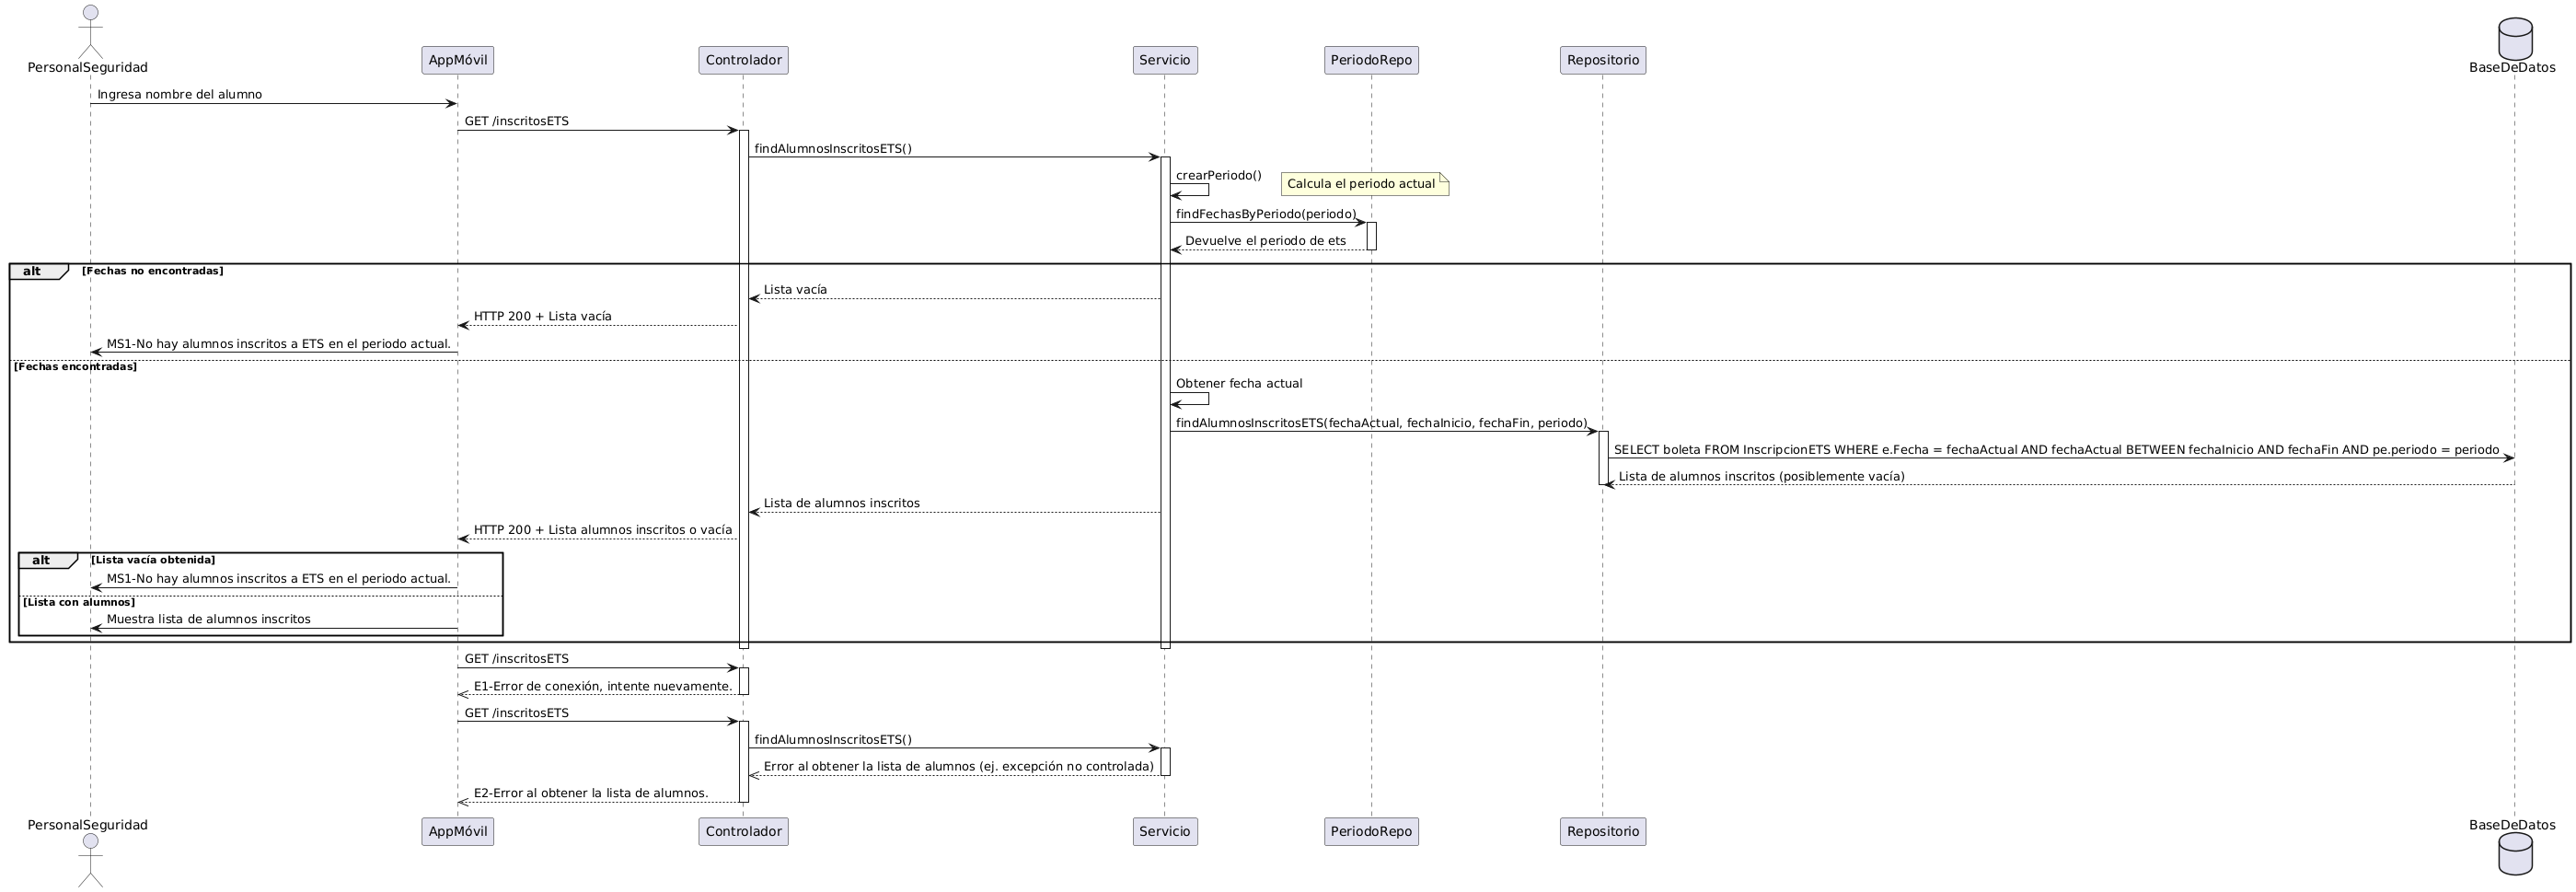 PersonalSeguridad
AppMóvil
Controlador
Servicio
PeriodoRepo
Repositorio
BaseDeDatos
Ingresa nombre del alumno
GET /inscritosETS
findAlumnosInscritosETS()
crearPeriodo()
Calcula el periodo actual
findFechasByPeriodo(periodo)
Devuelve el periodo de ets
alt
[Fechas no encontradas]
Lista vacía
HTTP 200 + Lista vacía
MS1-No hay alumnos inscritos a ETS en el periodo actual.
[Fechas encontradas]
Obtener fecha actual
findAlumnosInscritosETS(fechaActual, fechaInicio, fechaFin, periodo)
SELECT boleta FROM InscripcionETS WHERE e.Fecha = fechaActual AND fechaActual BETWEEN fechaInicio AND fechaFin AND pe.periodo = periodo
Lista de alumnos inscritos (posiblemente vacía)
Lista de alumnos inscritos
HTTP 200 + Lista alumnos inscritos o vacía
alt
[Lista vacía obtenida]
MS1-No hay alumnos inscritos a ETS en el periodo actual.
[Lista con alumnos]
Muestra lista de alumnos inscritos
GET /inscritosETS
E1-Error de conexión, intente nuevamente.
GET /inscritosETS
findAlumnosInscritosETS()
Error al obtener la lista de alumnos (ej. excepción no controlada)
E2-Error al obtener la lista de alumnos.
PersonalSeguridad
AppMóvil
Controlador
Servicio
PeriodoRepo
Repositorio
BaseDeDatos